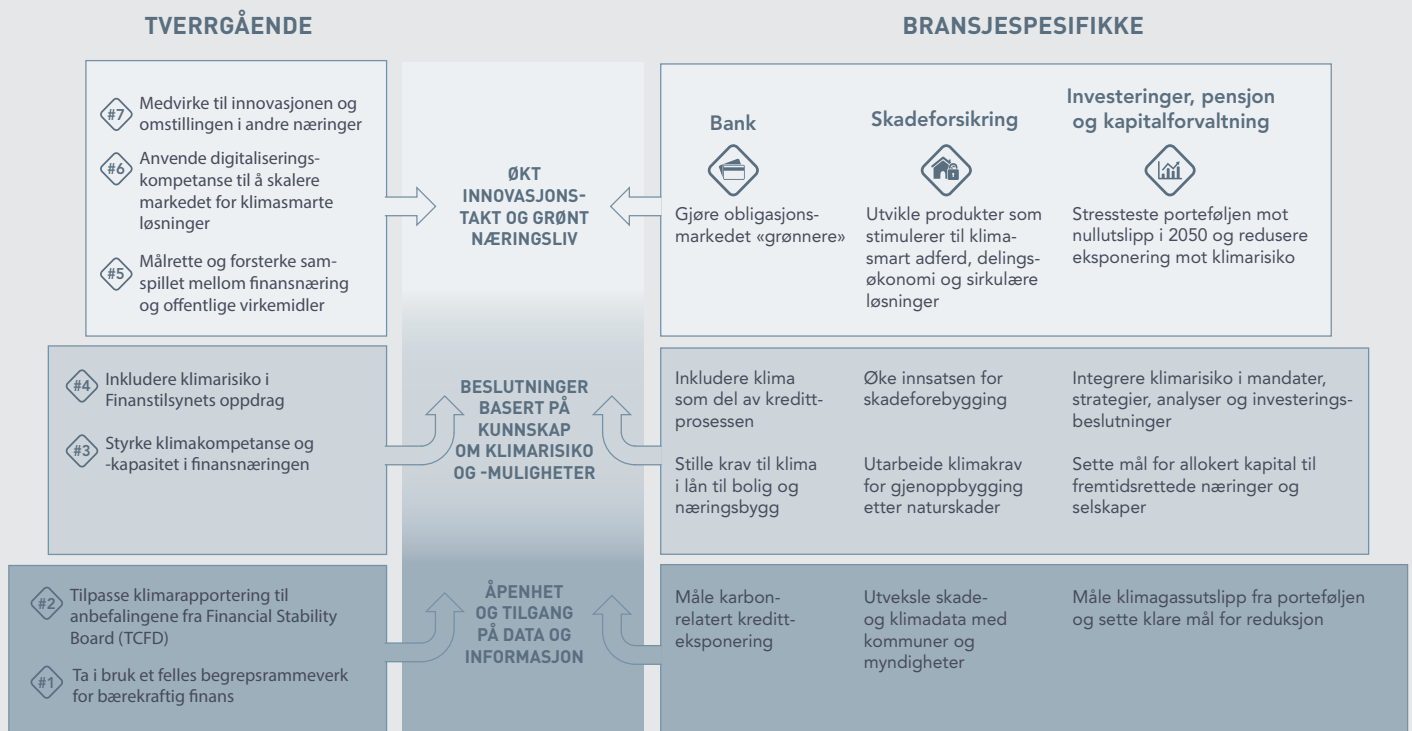 TVERRGÅENDE
BRANSJESPESIFIKKE
#7
Medvirke til innovasjonen og
omstillingen i andre næringer
#6
Anvende digitaliserings-
kompetanse til å skalere
markedet for klimasmarte
løsninger
#5
Målrette og forsterke sam-
spillet mellom finansnæring
og offentlige virkemidler
ØKT
INNOVASJONS-
TAKT OG GRØNT
NÆRINGSLIV
Bank
Gjøre obligasjons-
markedet «grønnere»
Skadeforsikring
Utvikle produkter som
stimulerer til klima-
smart adferd, delings-
økonomi og sirkulære
løsninger
Investeringer, pensjon
og kapitalforvaltning
Stressteste porteføljen mot
nullutslipp i 2050 og redusere
eksponering mot klimarisiko
#4
Inkludere klimarisiko i
Finanstilsynets oppdrag
#3
Styrke klimakompetanse og
-kapasitet i finansnæringen
BESLUTNINGER
BASERT PÅ
KUNNSKAP
OM KLIMARISIKO
OG -MULIGHETER
Inkludere klima
som del av kreditt-
prosessen
Stille krav til klima
i lån til bolig og
næringsbygg
Øke innsatsen for
skadeforebygging
Utarbeide klimakrav
for gjenoppbygging
etter naturskader
Integrere klimarisiko i mandater,
strategier, analyser og investerings-
beslutninger
Sette mål for allokert kapital til
fremtidsrettede næringer og
selskaper
#2
Tilpasse klimarapportering til
anbefalingene fra Financial Stability
Board (TCFD)
#1
Ta i bruk et felles begrepsrammeverk
for bærekraftig finans
ÅPENHET
OG TILGANG
PÅ DATA OG
INFORMASJON
Måle karbon-
relatert kreditt-
eksponering
Utveksle skade-
og klimadata med
kommuner og
myndigheter
Måle klimagassutslipp fra porteføljen
og sette klare mål for reduksjon